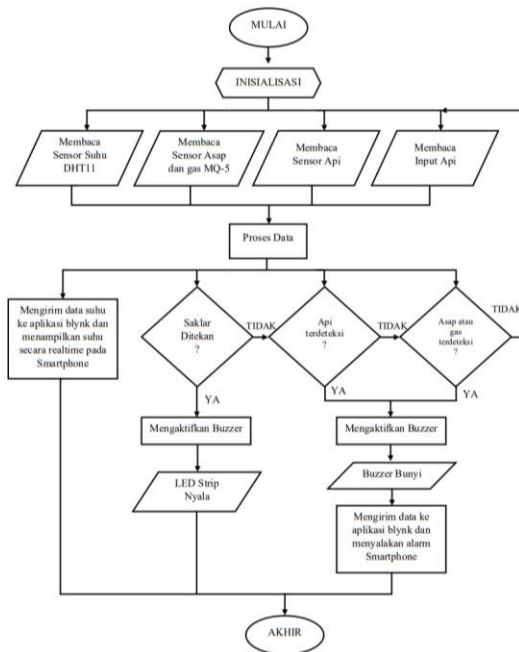 MULAI
INISIALISASI
Membaca
Sensor Suhu
DHT11
Membaca
Sensor Asap
dan gas MQ-5
Membaca
Sensor Api
Membaca
Input Api
Proses Data
Mengirim data suhu
ke aplikasi blynk dan
menampilkan suhu
secara realtime pada
Smartphone
Saklar
Ditekan
?
TIDAK
Api
terdeteksi
?
TIDAK
Asap atau
gas
terdeteksi
?
TIDAK
YA
YA
YA
Mengaktifkan Buzzer
Mengaktifkan Buzzer
LED Strip
Nyala
Buzzer Bunyi
Mengirim data ke
aplikasi blynk dan
menyalakan alarm
Smartphone
AKHIR